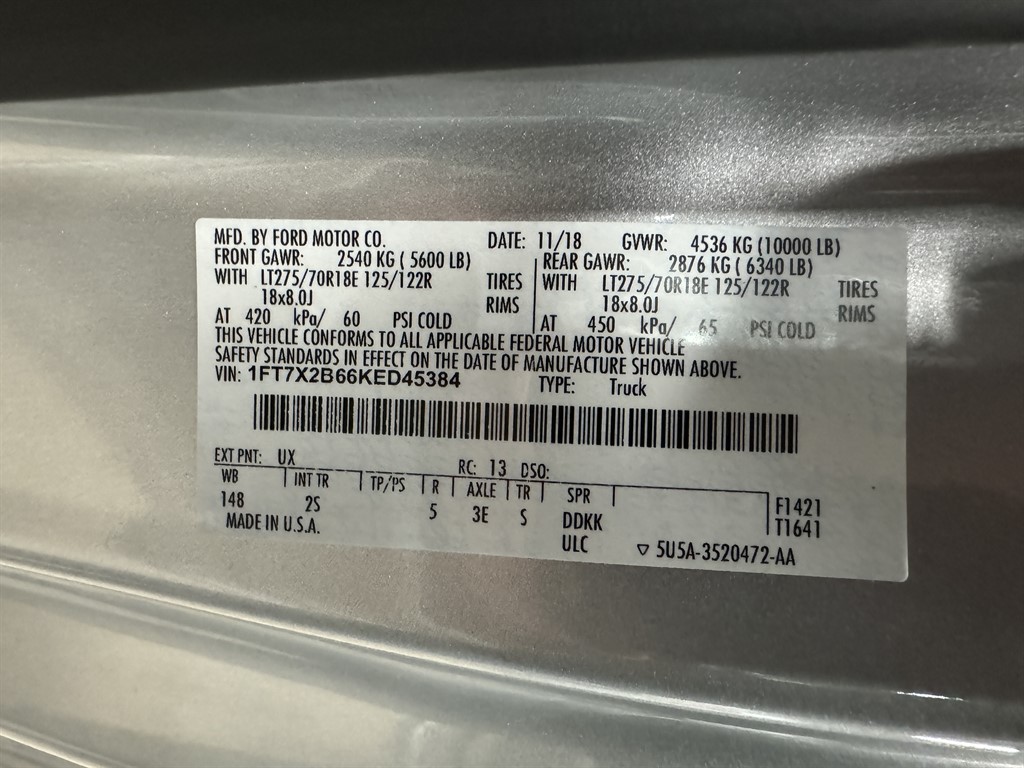 MFD. BY FORD MOTOR CO. DATE: 11/18 GVWR: 4536 KG (10000 LB)
FRONT GAWR: 2540 KG ( 5600 LB) REAR GAWR: 2876 KG ( 6340 LB)
WITH LT275/70R18E 125/122R TIRES WITH LT275/70R18E 125/122R TIRES
18x8.0J RIMS 18x8.0J RIMS
AT 420 kPa/ 60 PSI COLD AT 450 kPa/ 65 PSI COLD
THIS VEHICLE CONFORMS TO ALL APPLICABLE FEDERAL MOTOR VEHICLE
SAFETY STANDARDS IN EFFECT ON THE DATE OF MANUFACTURE SHOWN ABOVE.
VIN: 1FT7X2B66KED45384 TYPE: Truck
EXT PNT: UX RC: 13 DSO:
WB INT TR TP/PS R AXLE TR SPR
148 2S 5 3E S DDKK F1421
MADE IN U.S.A. ULC T1641
▽ 5U5A-3520472-AA